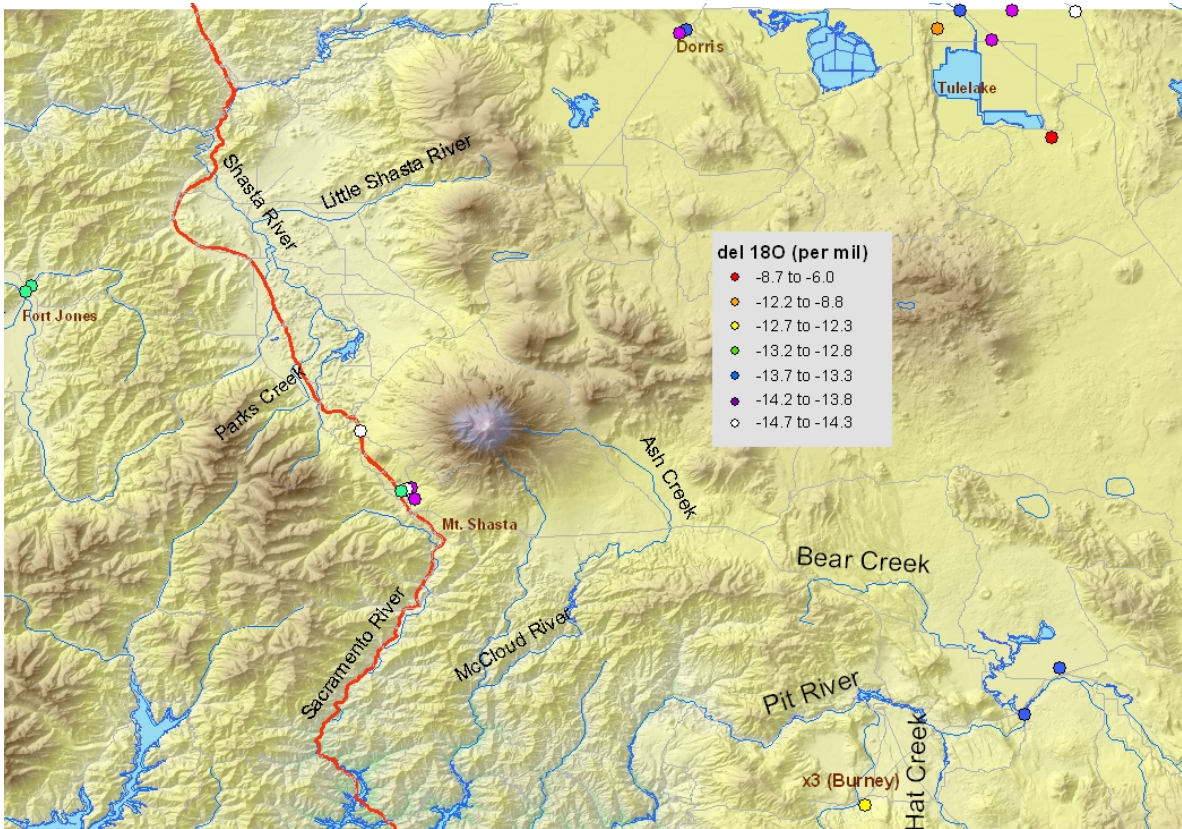 Dorris
Tulelake
Shasta River
Little Shasta River
del 18O (per mil)
-8.7 to -6.0
-12.2 to -8.8
-12.7 to -12.3
-13.2 to -12.8
-13.7 to -13.3
-14.2 to -13.8
-14.7 to -14.3
Fort Jones
Parks Creek
Ash Creek
Mt. Shasta
Bear Creek
Sacramento River
McCloud River
Pit River
Hat Creek
x3 (Burney)